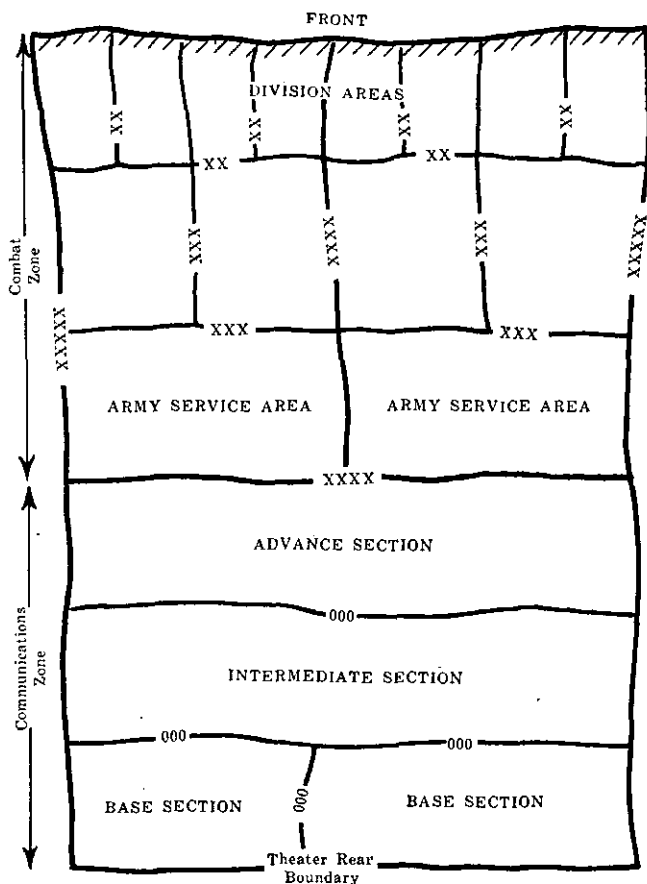 FRONT
DIVISION AREAS
XX
XX
XX
XX
XX
XX
Combat
Zone
XXX
XXXX
XXX
XXXXX
XXXXX
XXX
XXX
ARMY SERVICE AREA
ARMY SERVICE AREA
XXXX
ADVANCE SECTION
000
Communications
Zone
INTERMEDIATE SECTION
000
000
BASE SECTION
000
BASE SECTION
Theater Rear
Boundary